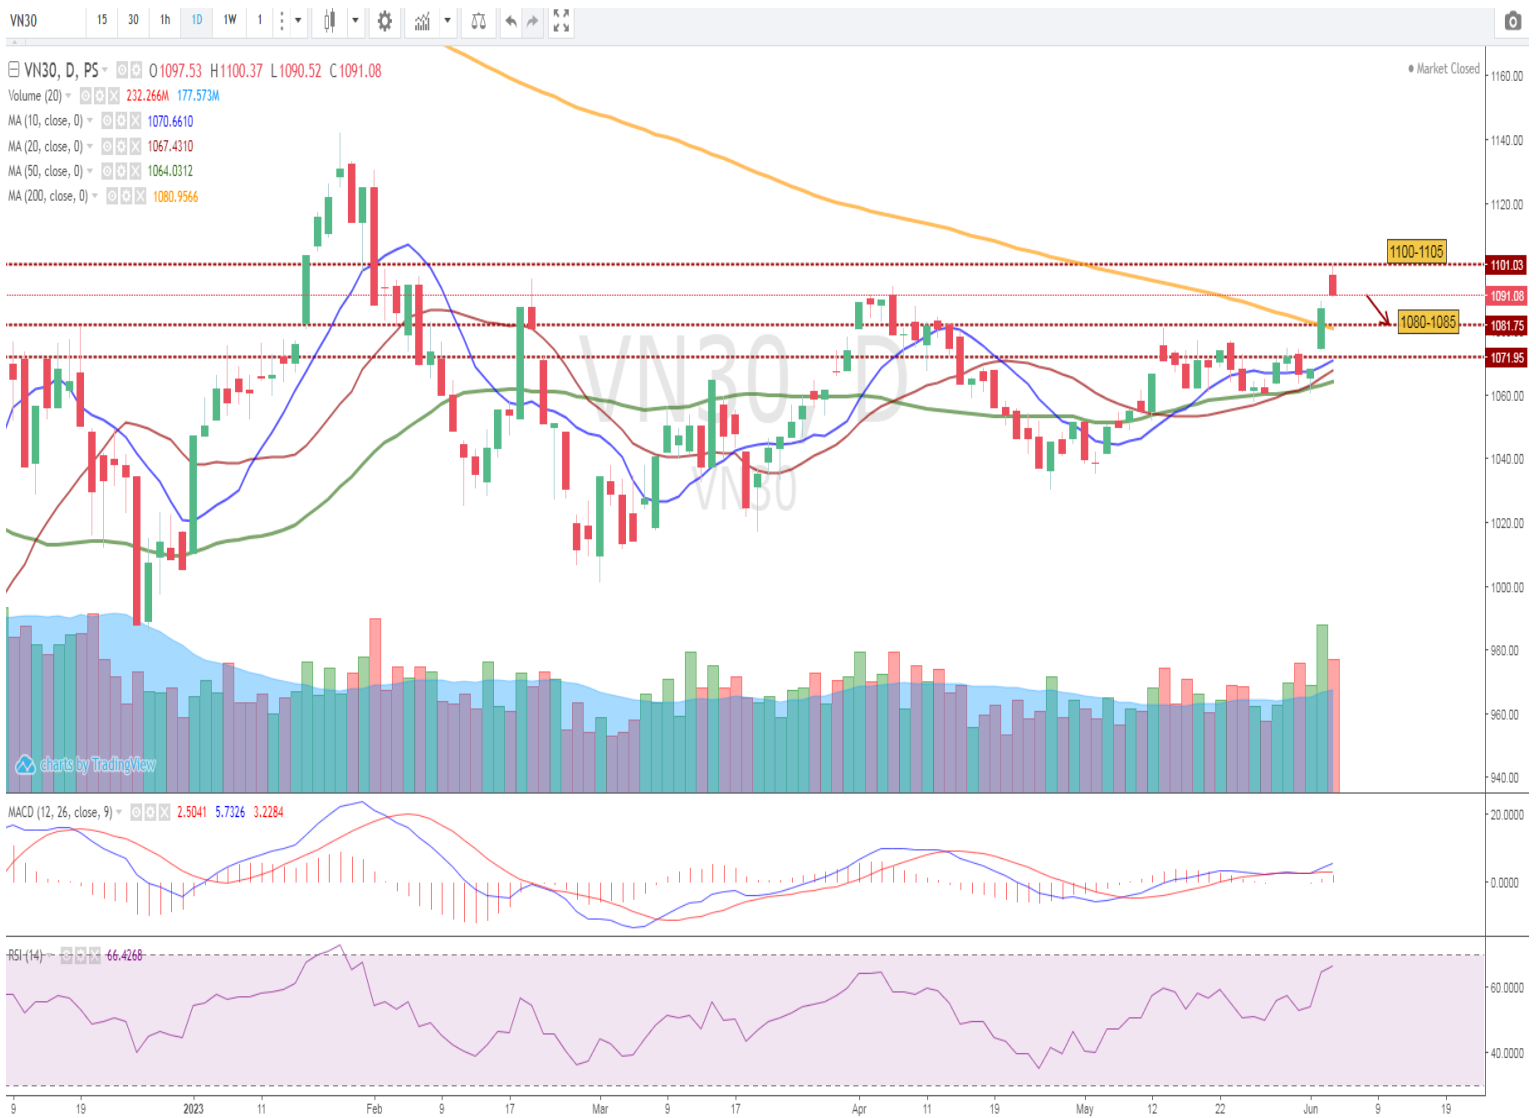 VN30 15 30 1h 1D 1W 1
VN30, D, PS O1097.53 H1100.37 L1090.52 C1091.08
Market Closed
Volume (20) 232.266M 177.573M
MA (10, close, 0) 1070.6610
MA (20, close, 0) 1067.4310
MA (50, close, 0) 1064.0312
MA (200, close, 0) 1080.9566
1160.00
1140.00
1120.00
1100-1105
1101.03
1091.08
1080-1085
1081.75
1071.95
1060.00
1040.00
1020.00
1000.00
980.00
960.00
940.00
VN30, D
VN30
charts by TradingView
MACD (12, 26, close, 9) 2.5041 5.7326 3.2284
20.0000
0.0000
RSI (14) 66.4268
60.0000
40.0000
9 19 2023 11 Feb 9 17 Mar 9 17 Apr 11 19 May 12 22 Jun 9 19